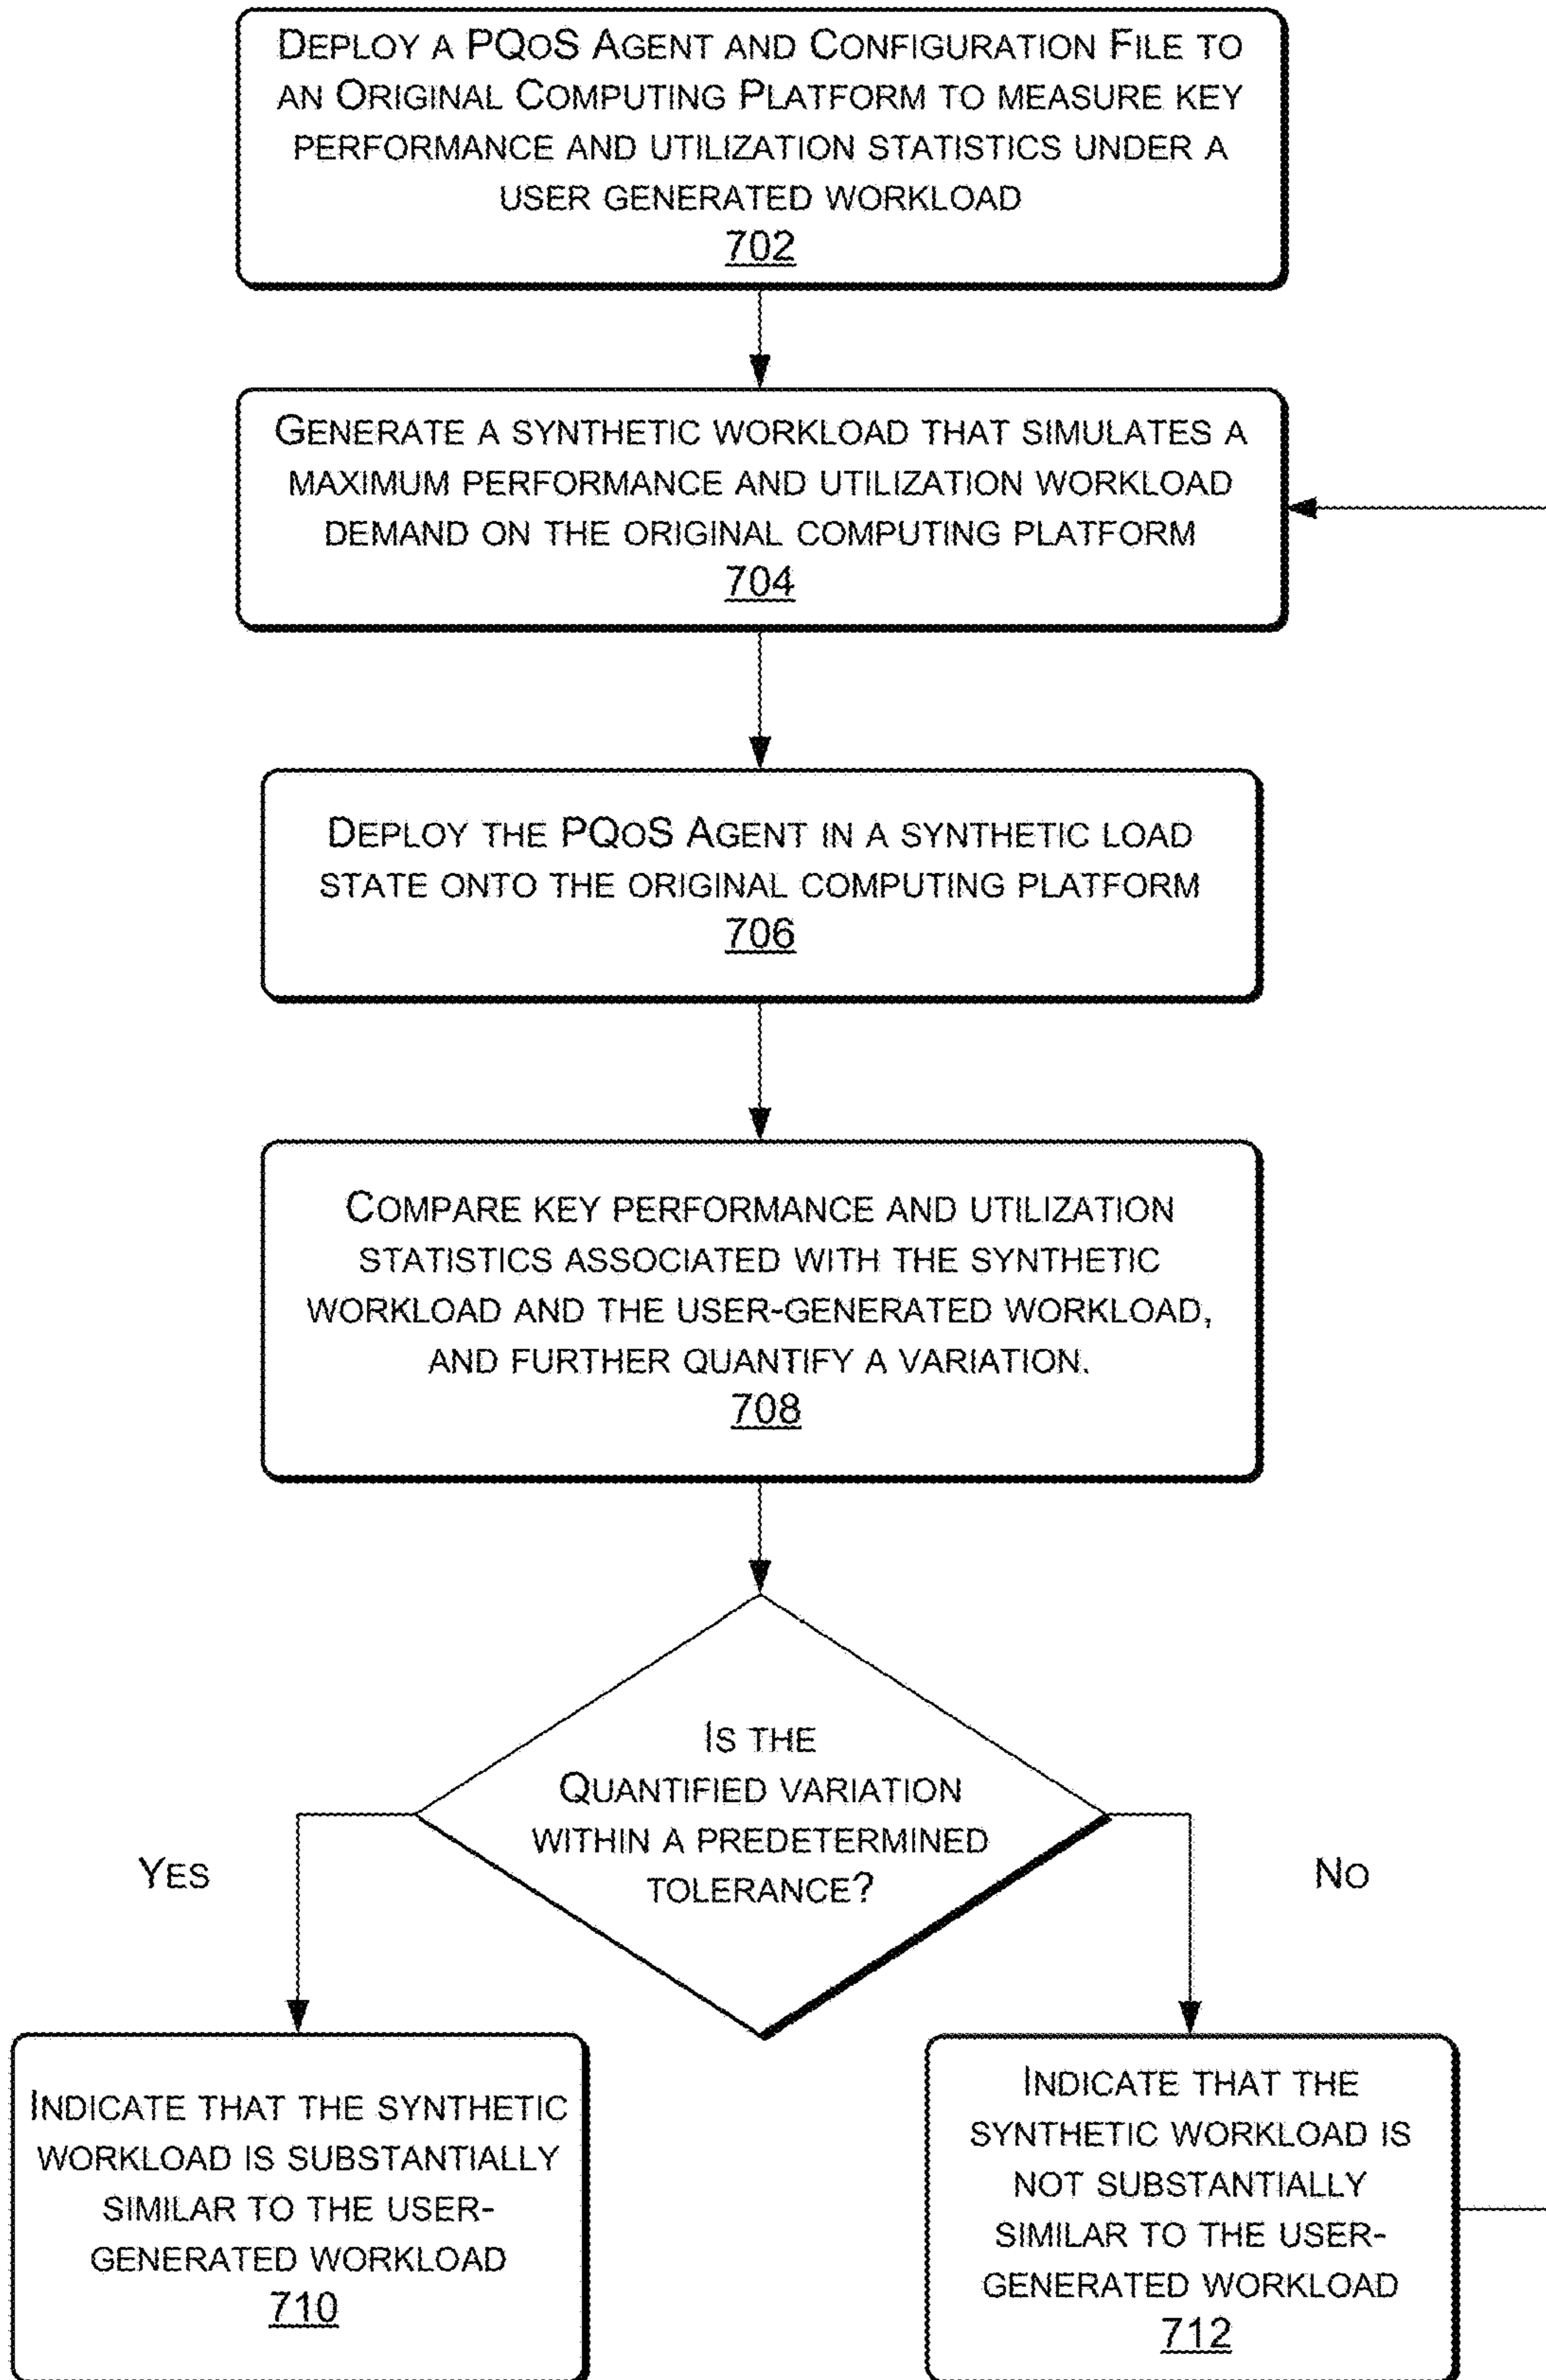 DEPLOY A PQOS AGENT AND CONFIGURATION FILE TO
AN ORIGINAL COMPUTING PLATFORM TO MEASURE KEY
PERFORMANCE AND UTILIZATION STATISTICS UNDER A
USER GENERATED WORKLOAD
702
GENERATE A SYNTHETIC WORKLOAD THAT SIMULATES A
MAXIMUM PERFORMANCE AND UTILIZATION WORKLOAD
DEMAND ON THE ORIGINAL COMPUTING PLATFORM
704
DEPLOY THE PQOS AGENT IN A SYNTHETIC LOAD
STATE ONTO THE ORIGINAL COMPUTING PLATFORM
706
COMPARE KEY PERFORMANCE AND UTILIZATION
STATISTICS ASSOCIATED WITH THE SYNTHETIC
WORKLOAD AND THE USER-GENERATED WORKLOAD,
AND FURTHER QUANTIFY A VARIATION.
708
IS THE
QUANTIFIED VARIATION
WITHIN A PREDETERMINED
TOLERANCE?
YES
NO
INDICATE THAT THE SYNTHETIC
WORKLOAD IS SUBSTANTIALLY
SIMILAR TO THE USER-
GENERATED WORKLOAD
710
INDICATE THAT THE
SYNTHETIC WORKLOAD IS
NOT SUBSTANTIALLY
SIMILAR TO THE USER-
GENERATED WORKLOAD
712